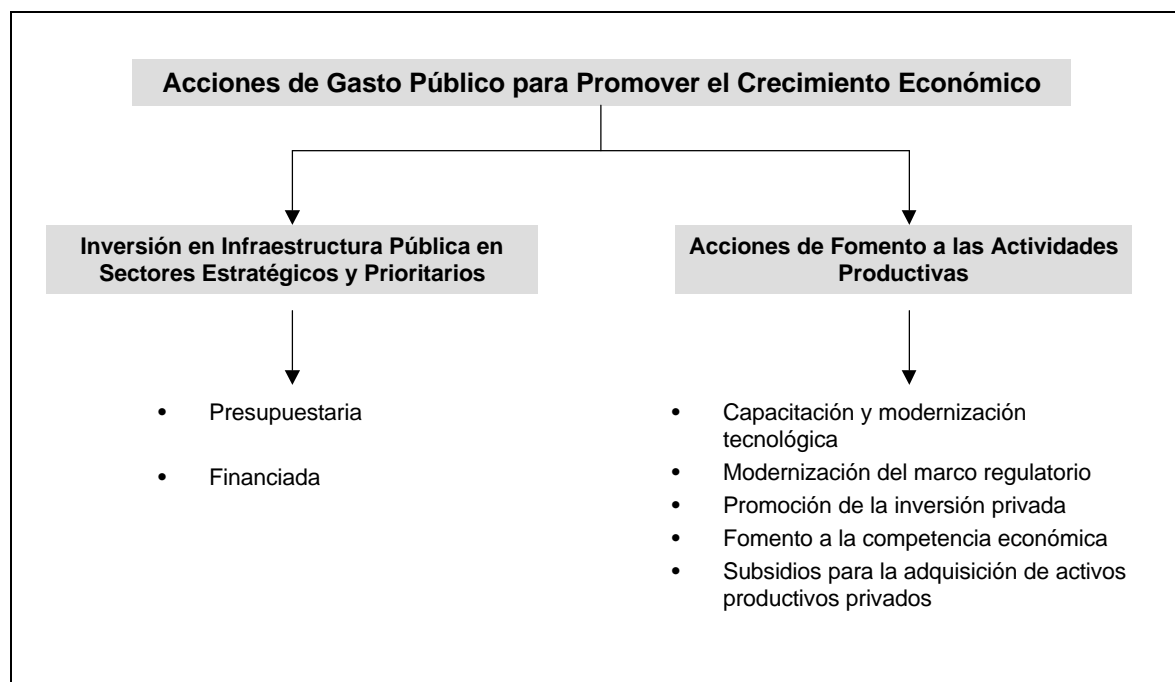 Acciones de Gasto Público para Promover el Crecimiento Económico
Inversión en Infraestructura Pública en
Sectores Estratégicos y Prioritarios
• Presupuestaria
• Financiada
Acciones de Fomento a las Actividades
Productivas
• Capacitación y modernización
tecnológica
• Modernización del marco regulatorio
• Promoción de la inversión privada
• Fomento a la competencia económica
• Subsidios para la adquisición de activos
productivos privados